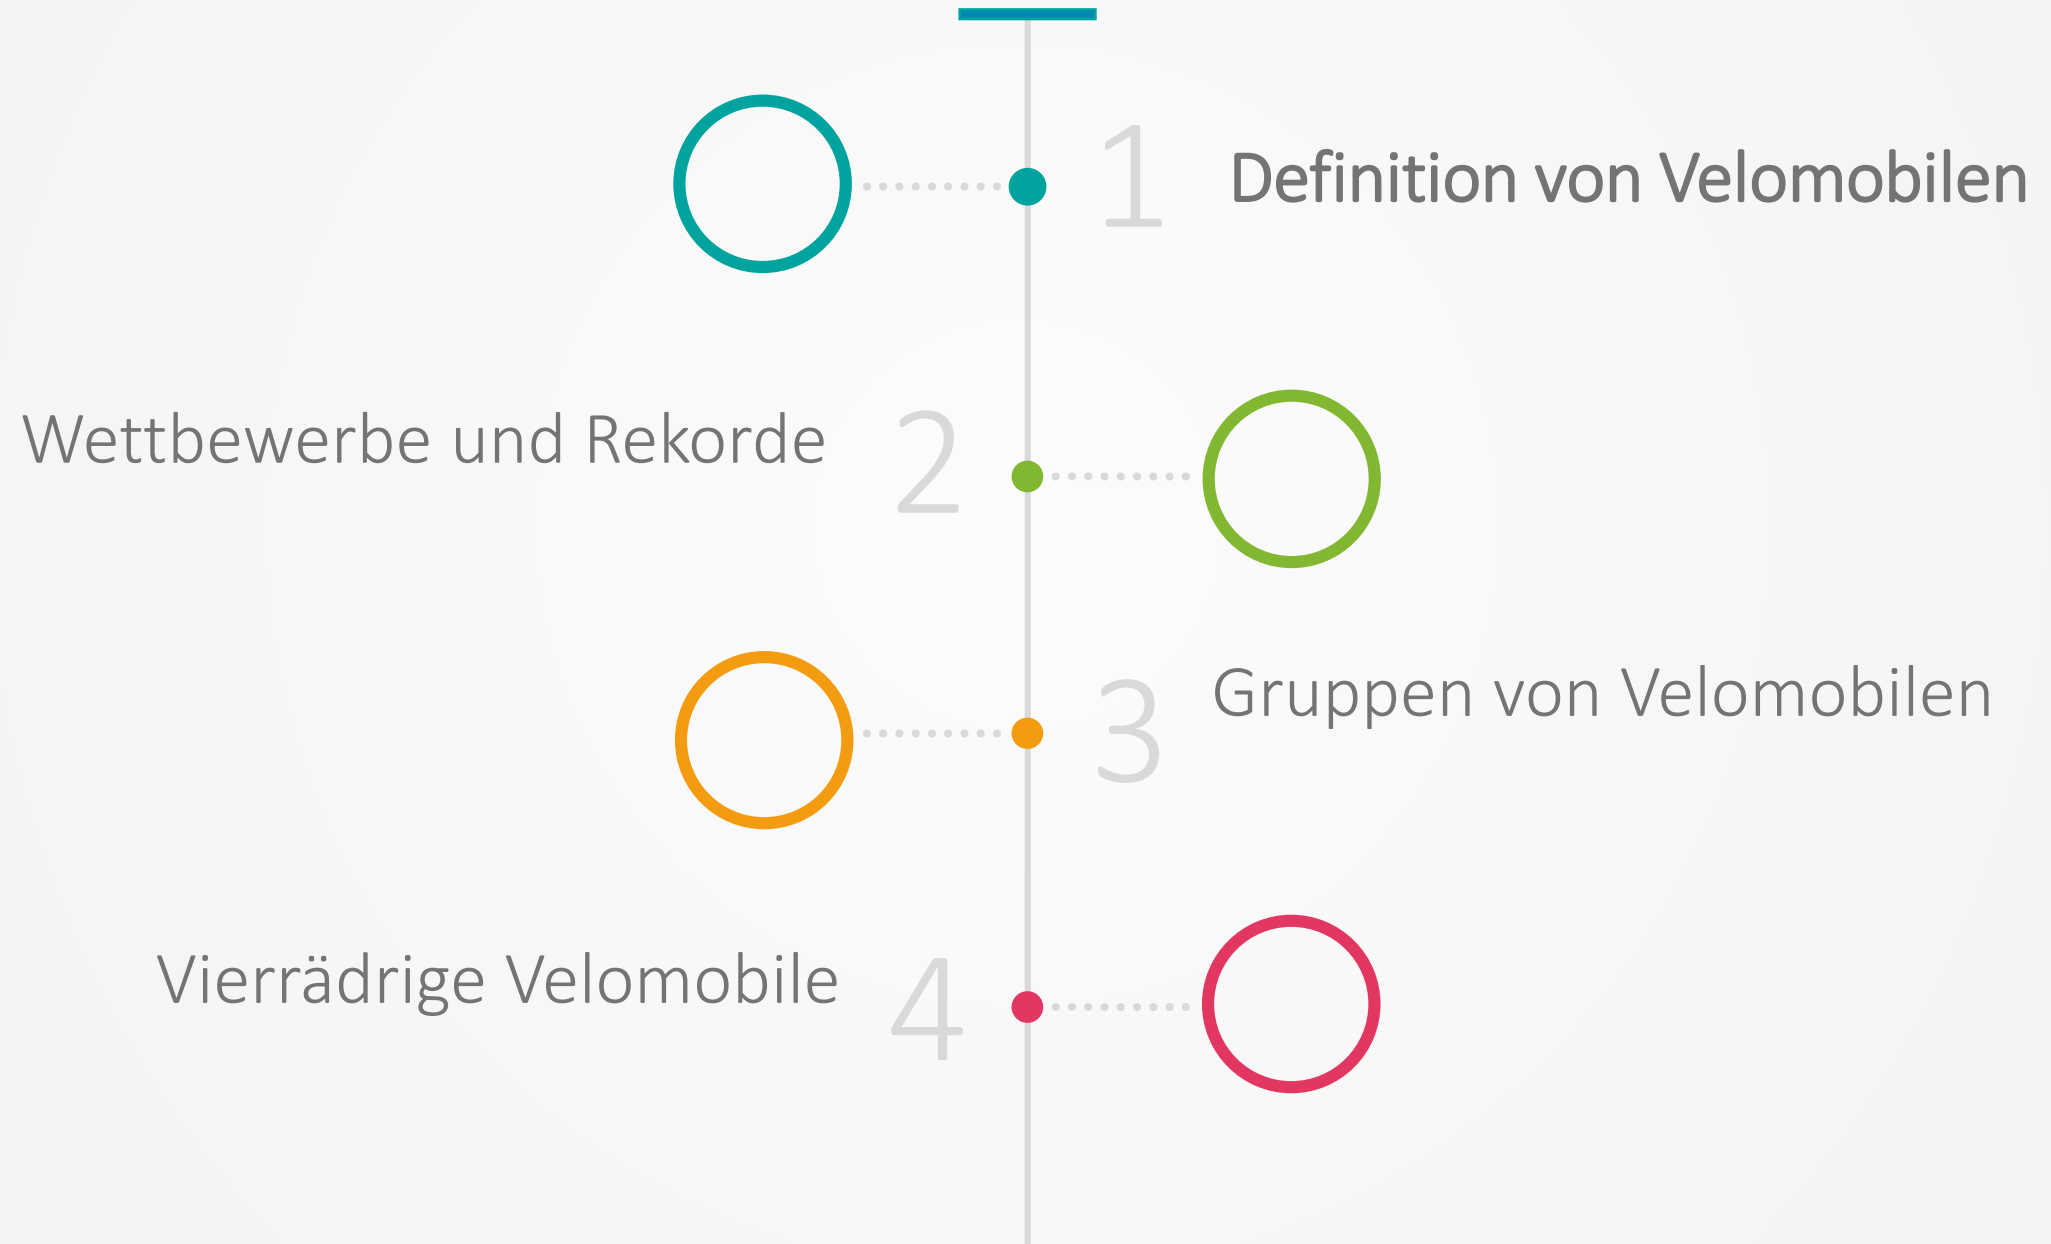 1 Definition von Velomobilen
Wettbewerbe und Rekorde 2
3 Gruppen von Velomobilen
Vierrädrige Velomobile 4